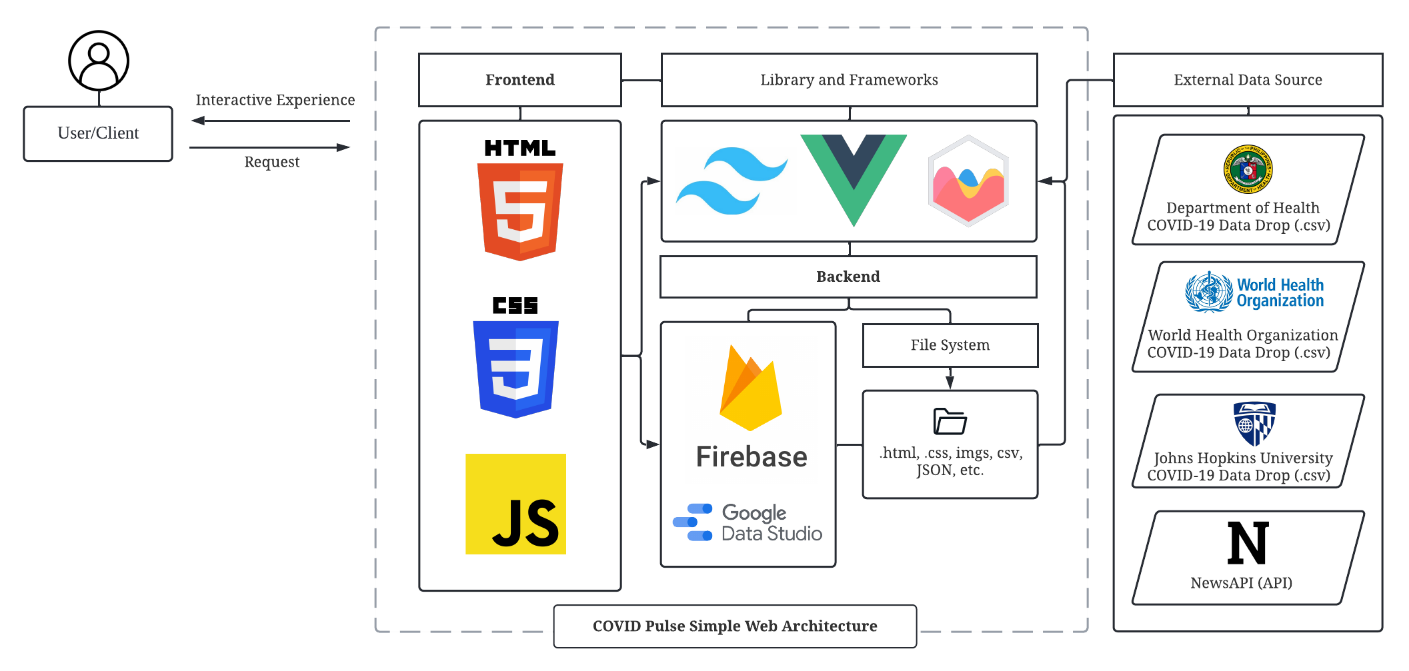 User/Client
Interactive Experience
Request
Frontend
HTML
5
CSS
3
JS
Library and Frameworks
Backend
Firebase
Google
Data Studio
File System
.html, .css, imgs, csv,
JSON, etc.
External Data Source
Department of Health
COVID-19 Data Drop (.csv)
World Health
Organization
World Health Organization
COVID-19 Data Drop (.csv)
Johns Hopkins University
COVID-19 Data Drop (.csv)
N
NewsAPI (API)
COVID Pulse Simple Web Architecture